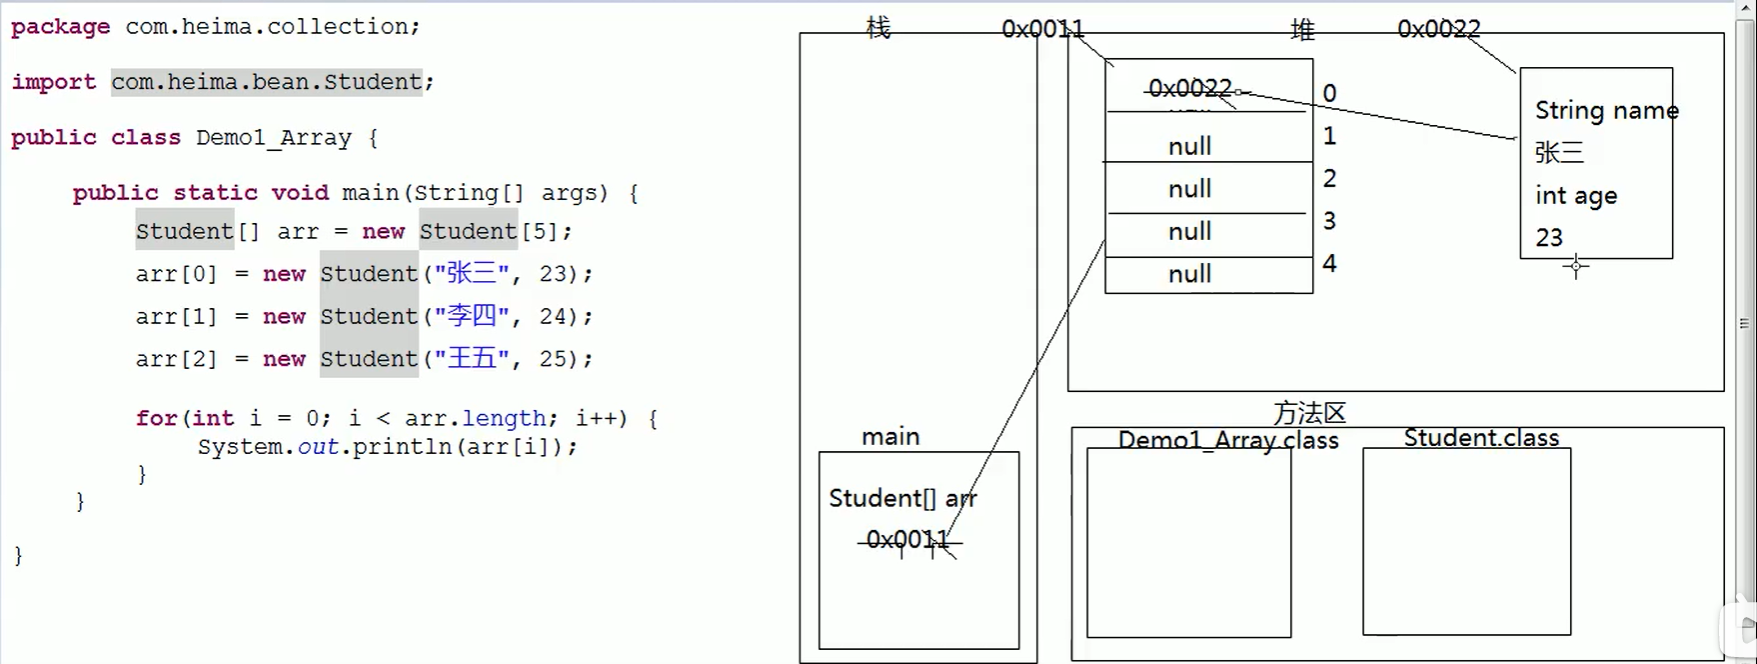 package com.heima.collection;
import com.heima.bean.Student;
public class Demo1_Array {
public static void main(String[] args) {
Student[] arr = new Student[5];
arr[0] = new Student("张三", 23);
arr[1] = new Student("李四", 24);
arr[2] = new Student("王五", 25);
for(int i = 0; i < arr.length; i++) {
System.out.println(arr[i]);
}
}
}
栈
0x0011
堆
0x0022
0x0022
0
null
1
null
2
null
3
null
4
String name
张三
int age
23
main
Student[] arr
0x0011
方法区
Demo1_Array.class
Student.class